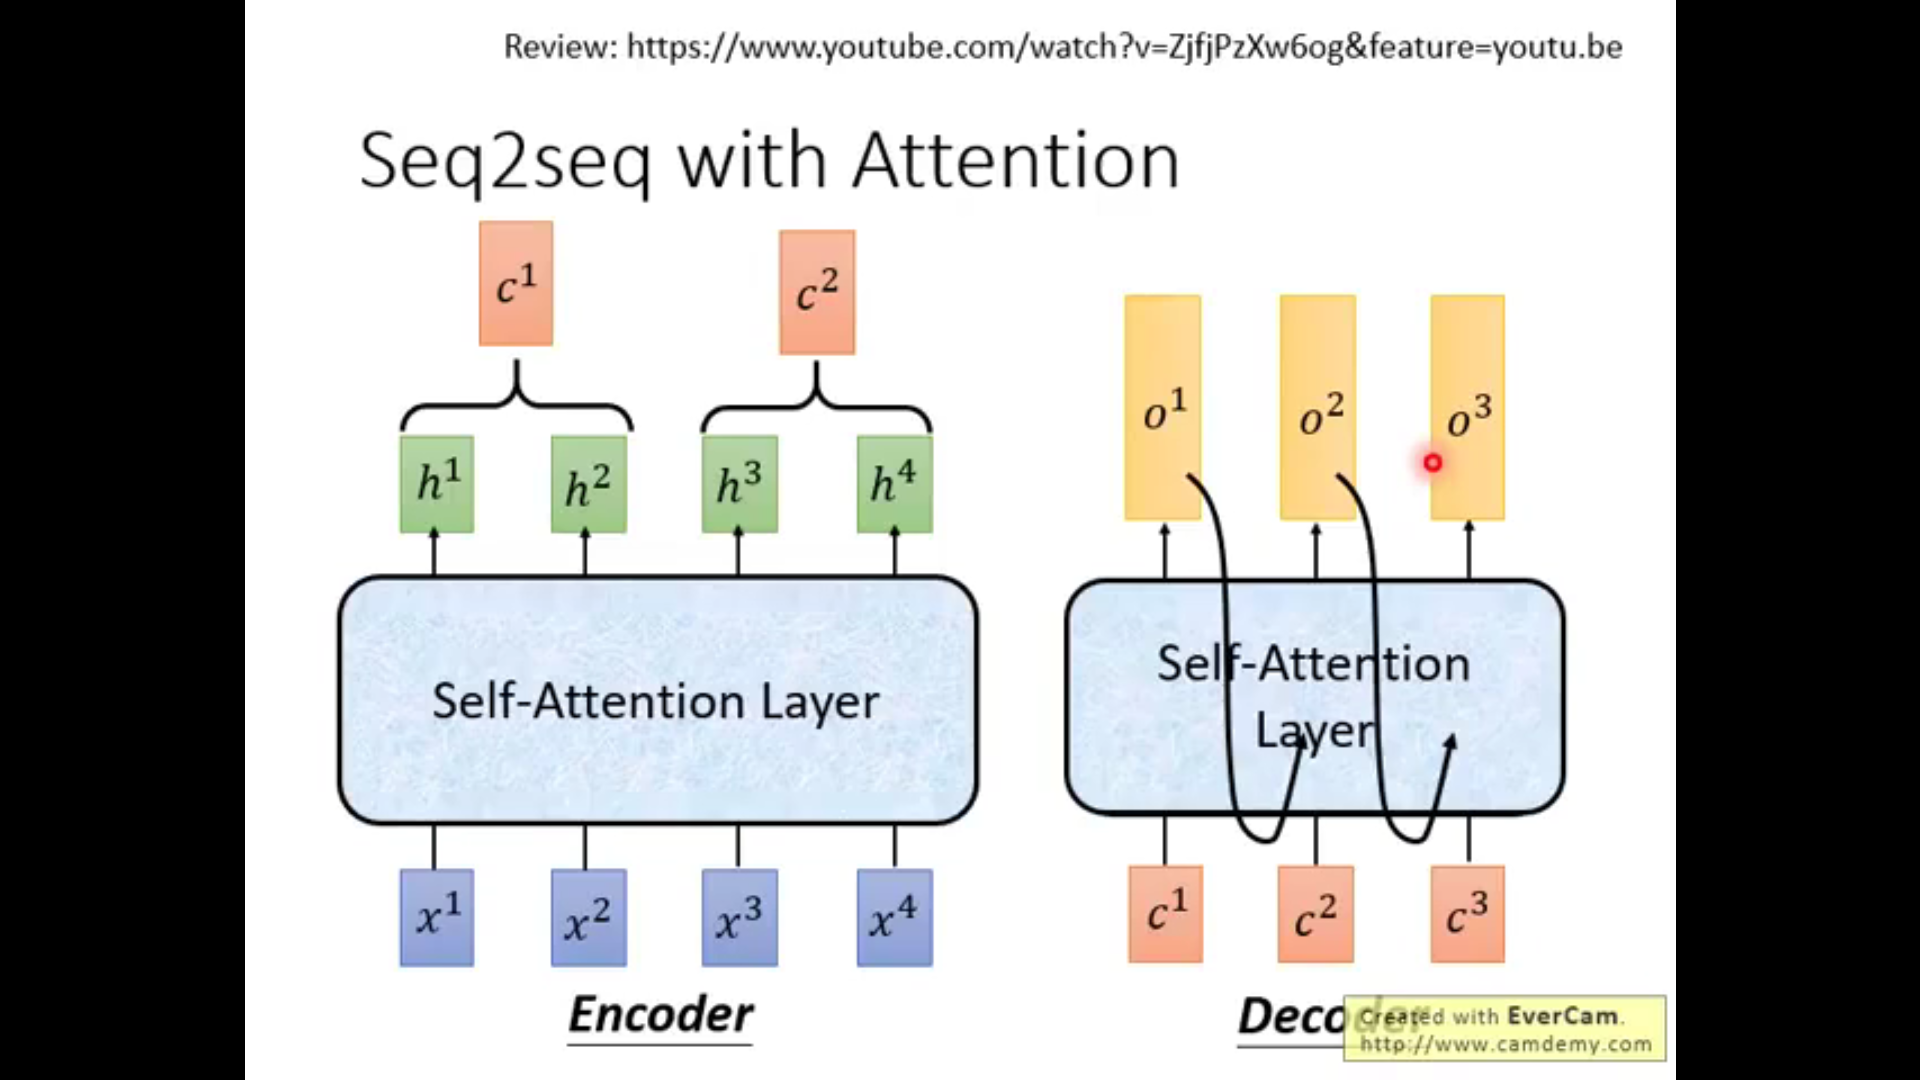 Review: https://www.youtube.com/watch?v=ZjfjPzXw6og&feature=youtu.be
Seq2seq with Attention
c¹ c²
o¹ o² o³
h¹ h² h³ h⁴
Self-Attention Layer
Self-Attention
Layer
x¹ x² x³ x⁴
c¹ c² c³
Encoder
Decoder
Created with EverCam.
http://www.camdemy.com